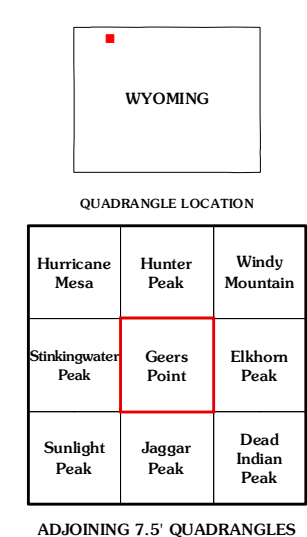 WYOMING
QUADRANGLE LOCATION
Hurricane
Mesa
Hunter
Peak
Windy
Mountain
Stinkingwater
Peak
Geers
Point
Elkhorn
Peak
Sunlight
Peak
Jaggar
Peak
Dead
Indian
Peak
ADJOINING 7.5' QUADRANGLES